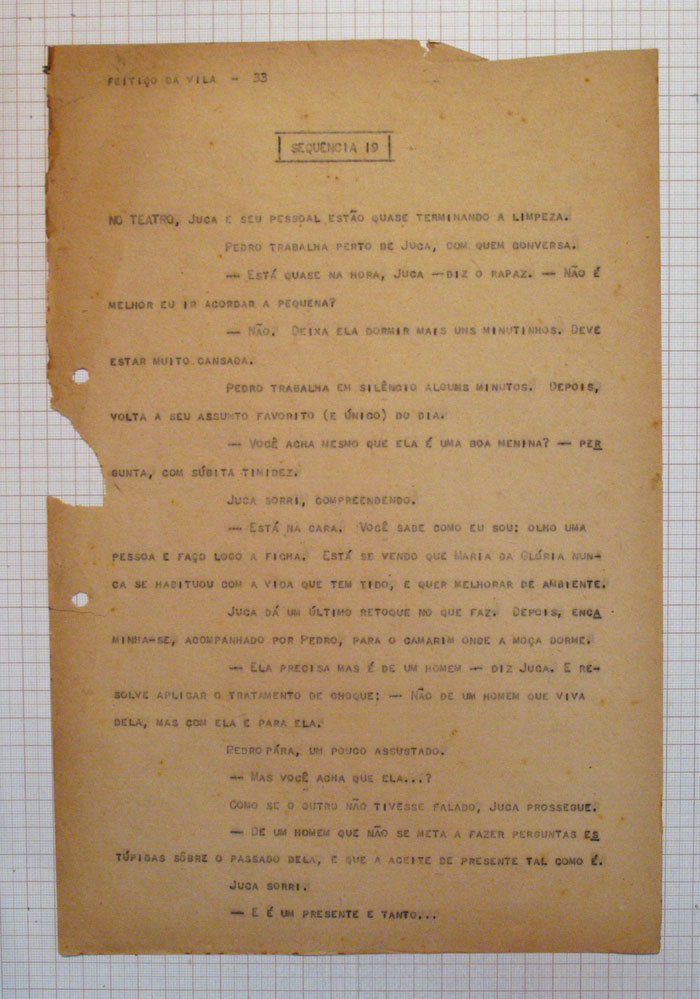 FEITIÇO DA VILA - 33
SEQUÊNCIA 19
NO TEATRO, JUCA E SEU PESSOAL ESTÃO QUASE TERMINANDO A LIMPEZA.
PEDRO TRABALHA PERTO DE JUCA, COM QUEM CONVERSA.
— ESTÁ QUASE NA HORA, JUCA — DIZ O RAPAZ. — NÃO É
MELHOR EU IR ACORDAR A PEQUENA?
— NÃO. DEIXA ELA DORMIR MAIS UNS MINUTINHOS. DEVE
ESTAR MUITO CANSADA.
PEDRO TRABALHA EM SILÊNCIO ALGUNS MINUTOS. DEPOIS,
VOLTA A SEU ASSUNTO FAVORITO (E ÚNICO) DO DIA.
— VOCÊ ACHA MESMO QUE ELA É UMA BOA MENINA? — PER
GUNTA, COM SÚBITA TIMIDEZ.
JUCA SORRI, COMPREENDENDO.
— ESTÁ NA CARA. VOCÊ SABE COMO EU SOU: OLHO UMA
PESSOA E FAÇO LOGO A FICHA. ESTÁ SE VENDO QUE MARIA DA GLÓRIA NUN-
CA SE HABITUOU COM A VIDA QUE TEM TIDO, E QUER MELHORAR DE AMBIENTE.
JUCA DÁ UM ÚLTIMO RETOQUE NO QUE FAZ. DEPOIS, ENCA
MINHA-SE, ACOMPANHADO POR PEDRO, PARA O CAMARIM ONDE A MOÇA DORME.
— ELA PRECISA MAS É DE UM HOMEM — DIZ JUCA. E RE-
SOLVE APLICAR O TRATAMENTO DE CHOQUE: — NÃO DE UM HOMEM QUE VIVA
DELA, MAS COM ELA E PARA ELA.
PEDRO PÁRA, UM POUCO ASSUSTADO.
— MAS VOCÊ ACHA QUE ELA...?
COMO SE O OUTRO NÃO TIVESSE FALADO, JUCA PROSSEGUE.
— DE UM HOMEM QUE NÃO SE META A FAZER PERGUNTAS ES
TÚPIDAS SÔBRE O PASSADO DELA, E QUE A ACEITE DE PRESENTE TAL COMO É.
JUCA SORRI.
— E É UM PRESENTE E TANTO...